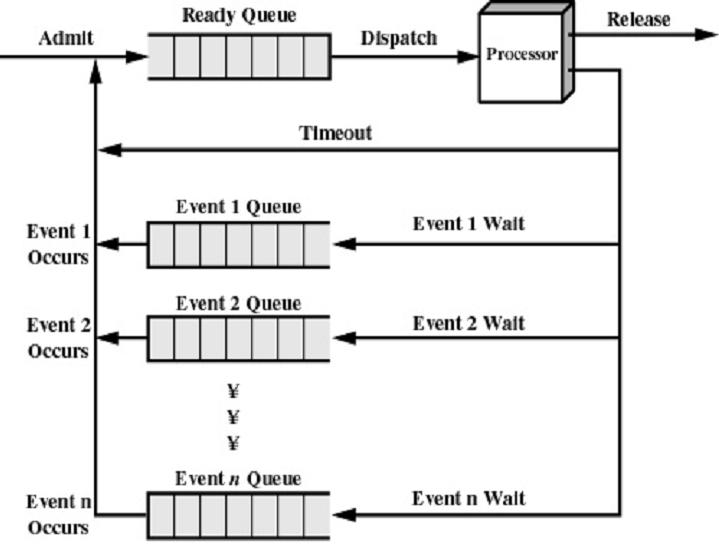 Ready Queue
Release
Admit
Dispatch
Processor
Timeout
Event 1 Queue
Event 1 Wait
Event 1
Occurs
Event 2 Queue
Event 2 Wait
Event 2
Occurs
¥
¥
¥
Event n Queue
Event n Wait
Event n
Occurs